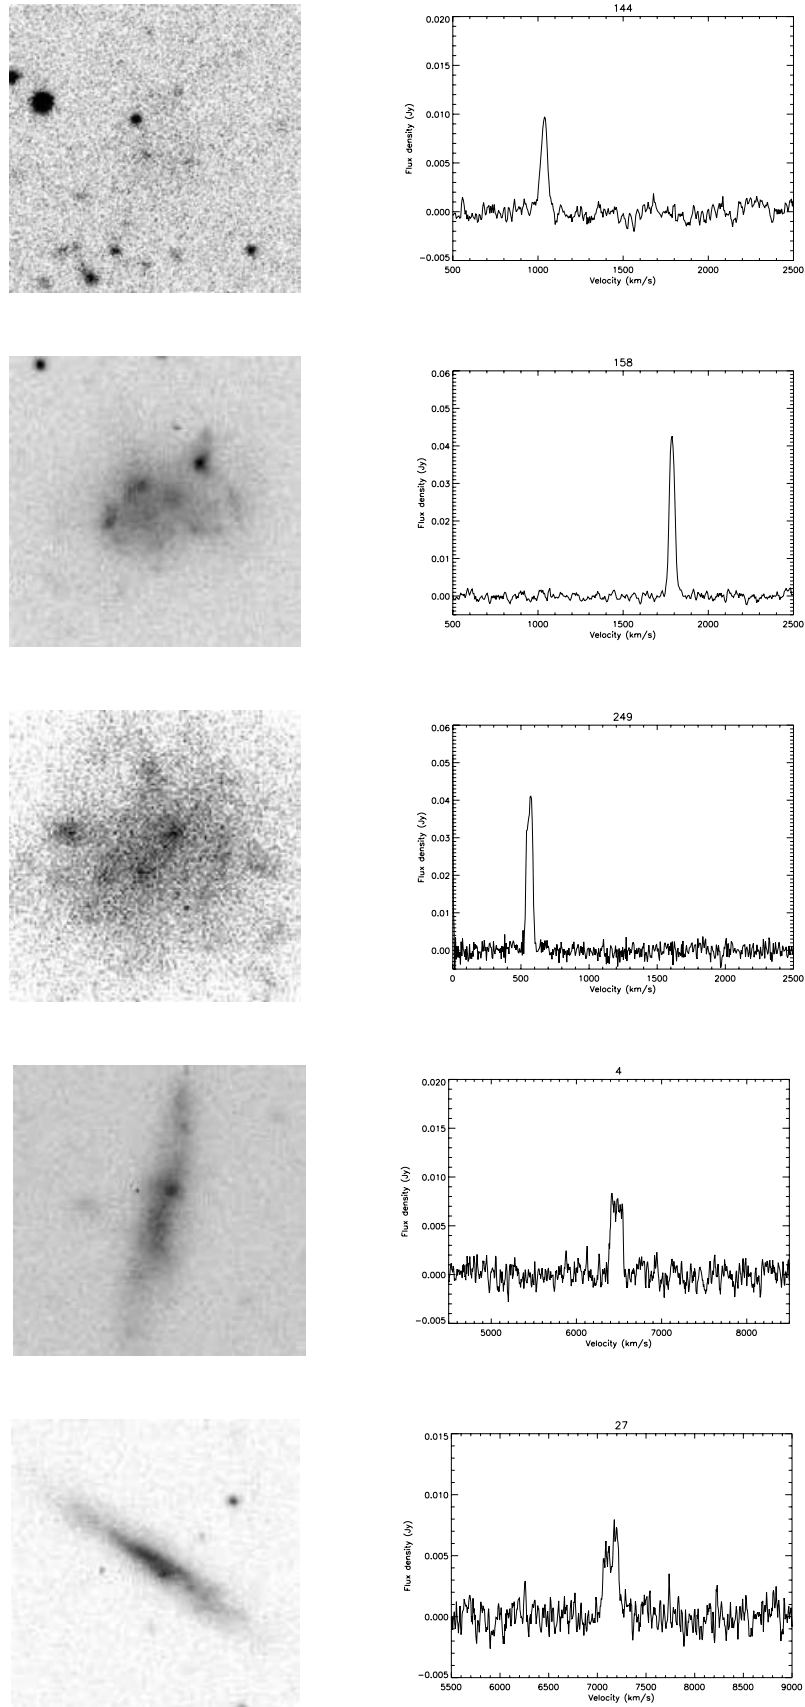 144
0.020
0.015
0.010
0.005
0.000
−0.005
Flux density (Jy)
500 1000 1500 2000 2500
Velocity (km/s)
158
0.06
0.05
0.04
0.03
0.02
0.01
0.00
Flux density (Jy)
500 1000 1500 2000 2500
Velocity (km/s)
249
0.06
0.05
0.04
0.03
0.02
0.01
0.00
Flux density (Jy)
0 500 1000 1500 2000 2500
Velocity (km/s)
4
0.020
0.015
0.010
0.005
0.000
−0.005
Flux density (Jy)
5000 6000 7000 8000
Velocity (km/s)
27
0.015
0.010
0.005
0.000
−0.005
Flux density (Jy)
5500 6000 6500 7000 7500 8000 8500 9000
Velocity (km/s)